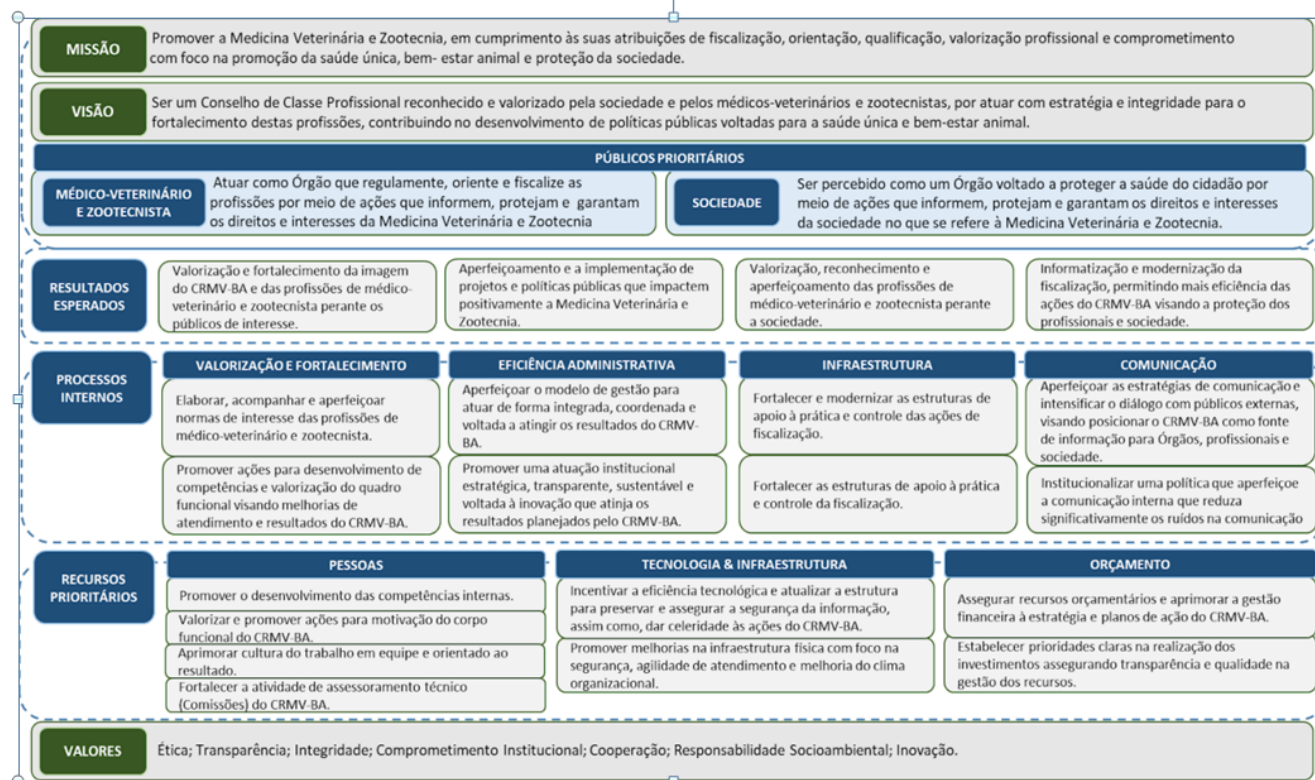 MISSÃO
Promover a Medicina Veterinária e Zootecnia, em cumprimento às suas atribuições de fiscalização, orientação, qualificação, valorização profissional e comprometimento
com foco na promoção da saúde única, bem- estar animal e proteção da sociedade.
VISÃO
Ser um Conselho de Classe Profissional reconhecido e valorizado pela sociedade e pelos médicos-veterinários e zootecnistas, por atuar com estratégia e integridade para o
fortalecimento destas profissões, contribuindo no desenvolvimento de políticas públicas voltadas para a saúde única e bem-estar animal.
PÚBLICOS PRIORITÁRIOS
MÉDICO-VETERINÁRIO
E ZOOTECNISTA
Atuar como Órgão que regulamente, oriente e fiscalize as
profissões por meio de ações que informem, protejam e garantam
os direitos e interesses da Medicina Veterinária e Zootecnia
SOCIEDADE
Ser percebido como um Órgão voltado a proteger a saúde do cidadão por
meio de ações que informem, protejam e garantam os direitos e interesses
da sociedade no que se refere à Medicina Veterinária e Zootecnia.
RESULTADOS
ESPERADOS
Valorização e fortalecimento da imagem
do CRMV-BA e das profissões de médico-
veterinário e zootecnista perante os
públicos de interesse.
Aperfeiçoamento e a implementação de
projetos e políticas públicas que impactem
positivamente a Medicina Veterinária e
Zootecnia.
Valorização, reconhecimento e
aperfeiçoamento das profissões de
médico-veterinário e zootecnista perante
a sociedade.
Informatização e modernização da
fiscalização, permitindo mais eficiência das
ações do CRMV-BA visando a proteção dos
profissionais e sociedade.
PROCESSOS
INTERNOS
VALORIZAÇÃO E FORTALECIMENTO
Elaborar, acompanhar e aperfeiçoar
normas de interesse das profissões de
médico-veterinário e zootecnista.
Promover ações para desenvolvimento de
competências e valorização do quadro
funcional visando melhorias de
atendimento e resultados do CRMV-BA.
EFICIÊNCIA ADMINISTRATIVA
Aperfeiçoar o modelo de gestão para
atuar de forma integrada, coordenada e
voltada a atingir os resultados do CRMV-
BA.
Promover uma atuação institucional
estratégica, transparente, sustentável e
voltada à inovação que atinja os
resultados planejados pelo CRMV-BA.
INFRAESTRUTURA
Fortalecer e modernizar as estruturas de
apoio à prática e controle das ações de
fiscalização.
Fortalecer as estruturas de apoio à prática
e controle da fiscalização.
COMUNICAÇÃO
Aperfeiçoar as estratégias de comunicação e
intensificar o diálogo com públicos externas,
visando posicionar o CRMV-BA como fonte
de informação para Órgãos, profissionais e
sociedade.
Institucionalizar uma política que aperfeiçoe
a comunicação interna que reduza
significativamente os ruídos na comunicação
RECURSOS
PRIORITÁRIOS
PESSOAS
Promover o desenvolvimento das competências internas.
Valorizar e promover ações para motivação do corpo
funcional do CRMV-BA.
Aprimorar cultura do trabalho em equipe e orientado ao
resultado.
Fortalecer a atividade de assessoramento técnico
(Comissões) do CRMV-BA.
TECNOLOGIA & INFRAESTRUTURA
Incentivar a eficiência tecnológica e atualizar a estrutura
para preservar e assegurar a segurança da informação,
assim como, dar celeridade às ações do CRMV-BA.
Promover melhorias na infraestrutura física com foco na
segurança, agilidade de atendimento e melhoria do clima
organizacional.
ORÇAMENTO
Assegurar recursos orçamentários e aprimorar a gestão
financeira à estratégia e planos de ação do CRMV-BA.
Estabelecer prioridades claras na realização dos
investimentos assegurando transparência e qualidade na
gestão dos recursos.
VALORES
Ética; Transparência; Integridade; Comprometimento Institucional; Cooperação; Responsabilidade Socioambiental; Inovação.